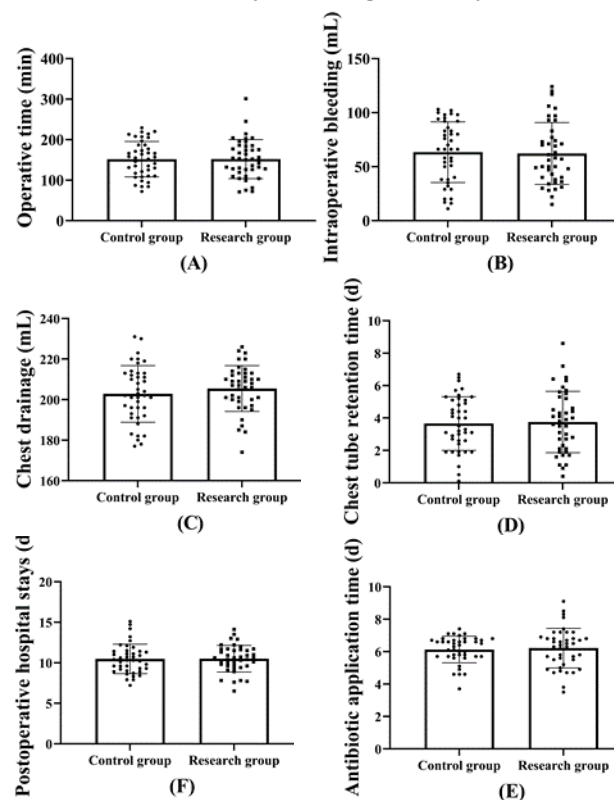 Operative time (min)
400
300
200
100
0
Control group
Research group
(A)
Intraoperative bleeding (mL)
150
100
50
0
Control group
Research group
(B)
Chest drainage (mL)
220
200
180
160
Control group
Research group
(C)
Chest tube retention time (d)
10
8
6
4
2
0
Control group
Research group
(D)
Postoperative hospital stays (d
20
15
10
5
0
Control group
Research group
(F)
Antibiotic application time (d)
10
8
6
4
2
0
Control group
Research group
(E)